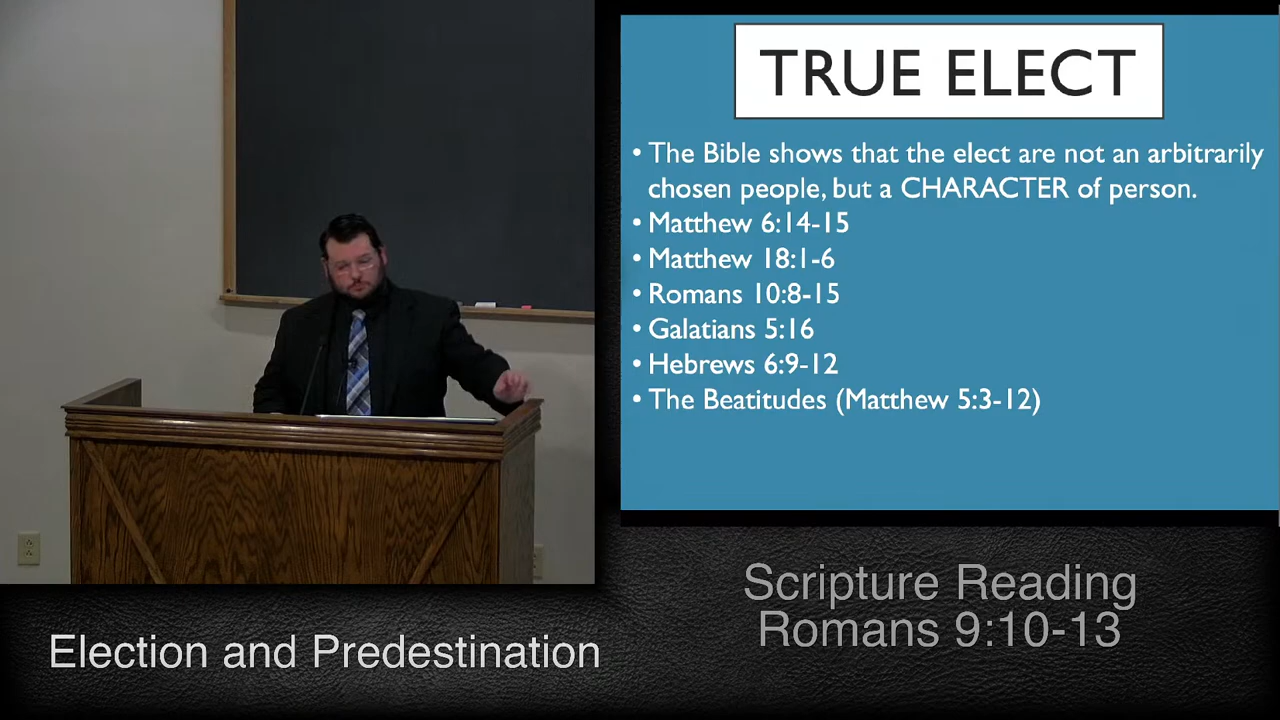 TRUE ELECT
• The Bible shows that the elect are not an arbitrarily
chosen people, but a CHARACTER of person.
• Matthew 6:14-15
• Matthew 18:1-6
• Romans 10:8-15
• Galatians 5:16
• Hebrews 6:9-12
• The Beatitudes (Matthew 5:3-12)
Scripture Reading
Romans 9:10-13
Election and Predestination